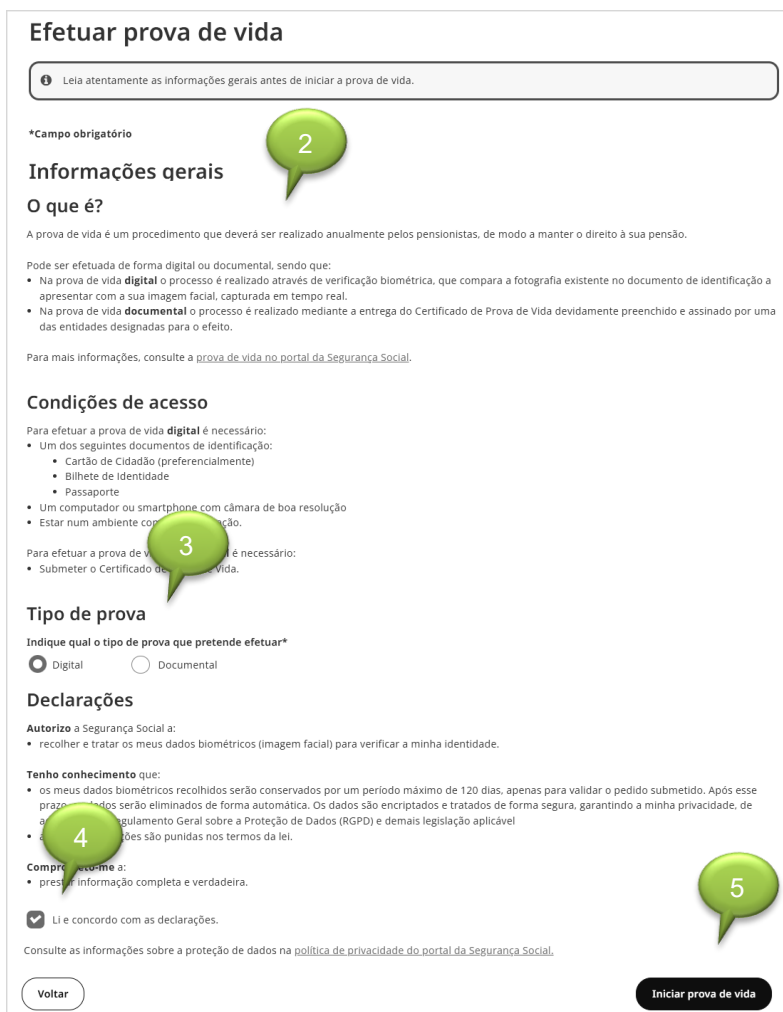 Efetuar prova de vida
Leia atentamente as informações gerais antes de iniciar a prova de vida.
*Campo obrigatório
2
Informações gerais
O que é?
A prova de vida é um procedimento que deverá ser realizado anualmente pelos pensionistas, de modo a manter o direito à sua pensão.
Pode ser efetuada de forma digital ou documental, sendo que:
• Na prova de vida digital o processo é realizado através de verificação biométrica, que compara a fotografia existente no documento de identificação a
apresentar com a sua imagem facial, capturada em tempo real.
• Na prova de vida documental o processo é realizado mediante a entrega do Certificado de Prova de Vida devidamente preenchido e assinado por uma
das entidades designadas para o efeito.
Para mais informações, consulte a prova de vida no portal da Segurança Social.
Condições de acesso
Para efetuar a prova de vida digital é necessário:
• Um dos seguintes documentos de identificação:
• Cartão de Cidadão (preferencialmente)
• Bilhete de Identidade
• Passaporte
• Um computador ou smartphone com câmara de boa resolução
• Estar num ambiente
3
Para efetuar a prova de é necessário:
• Submeter o Certificado de Vida.
Tipo de prova
Indique qual o tipo de prova que pretende efetuar*
Digital Documental
Declarações
Autorizo a Segurança Social a:
• recolher e tratar os meus dados biométricos (imagem facial) para verificar a minha identidade.
Tenho conhecimento que:
• os meus dados biométricos recolhidos serão conservados por um período máximo de 120 dias, apenas para validar o pedido submetido. Após esse
prazo dados serão eliminados de forma automática. Os dados são encriptados e tratados de forma segura, garantindo a minha privacidade, de
Regulamento Geral sobre a Proteção de Dados (RGPD) e demais legislação aplicável
4
• são punidas nos termos da lei.
Comprometo-me a:
• prestar informação completa e verdadeira.
5
Li e concordo com as declarações.
Consulte as informações sobre a proteção de dados na política de privacidade do portal da Segurança Social.
Voltar
Iniciar prova de vida